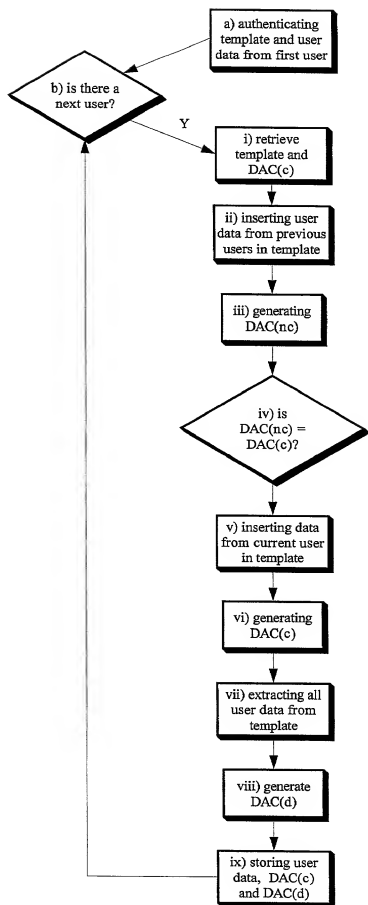 a) authenticating
template and user
data from first user
b) is there a
next user?
Y
i) retrieve
template and
DAC(c)
ii) inserting user
data from previous
users in template
iii) generating
DAC(nc)
iv) is
DAC(nc) =
DAC(c)?
v) inserting data
from current user
in template
vi) generating
DAC(c)
vii) extracting all
user data from
template
viii) generate
DAC(d)
ix) storing user
data, DAC(c)
and DAC(d)